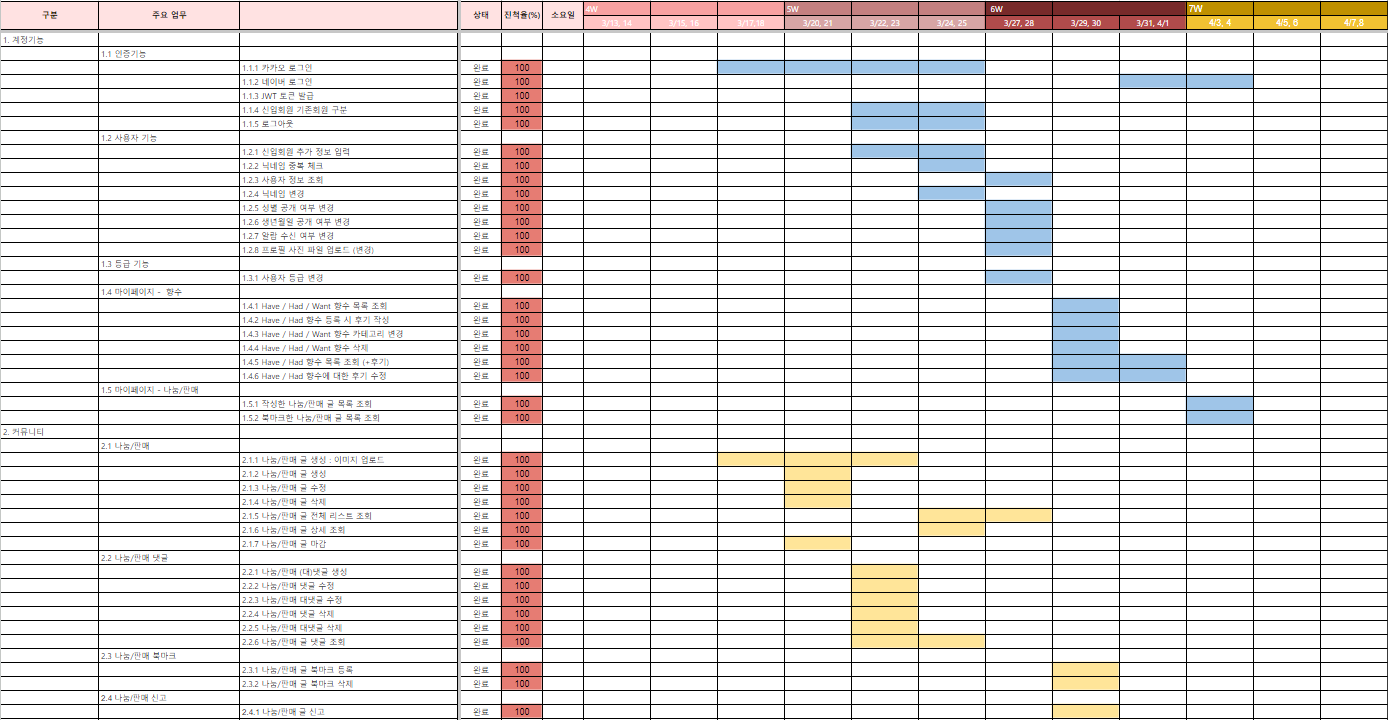 구분 주요 업무 상태 진척율(%) 소요일 4W 5W 6W 7W
3/13, 14 3/15, 16 3/17,18 3/20, 21 3/22, 23 3/24, 25 3/27, 28 3/29, 30 3/31, 4/1 4/3, 4 4/5, 6 4/7,8
1. 계정기능
1.1 인증기능
1.1.1 카카오 로그인 완료 100
1.1.2 네이버 로그인 완료 100
1.1.3 JWT 토큰 발급 완료 100
1.1.4 신입회원 기존회원 구분 완료 100
1.1.5 로그아웃 완료 100
1.2 사용자 기능
1.2.1 신입회원 추가 정보 입력 완료 100
1.2.2 닉네임 중복 체크 완료 100
1.2.3 사용자 정보 조회 완료 100
1.2.4 닉네임 변경 완료 100
1.2.5 성별 공개 여부 변경 완료 100
1.2.6 생년월일 공개 여부 변경 완료 100
1.2.7 알람 수신 여부 변경 완료 100
1.2.8 프로필 사진 파일 업로드 (변경) 완료 100
1.3 등급 기능
1.3.1 사용자 등급 변경 완료 100
1.4 마이페이지 - 향수
1.4.1 Have / Had / Want 향수 목록 조회 완료 100
1.4.2 Have / Had 향수 등록 시 후기 작성 완료 100
1.4.3 Have / Had / Want 향수 카테고리 변경 완료 100
1.4.4 Have / Had / Want 향수 삭제 완료 100
1.4.5 Have / Had 향수 목록 조회 (+후기) 완료 100
1.4.6 Have / Had 향수에 대한 후기 수정 완료 100
1.5 마이페이지 - 나눔/판매
1.5.1 작성한 나눔/판매 글 목록 조회 완료 100
1.5.2 북마크한 나눔/판매 글 목록 조회 완료 100
2. 커뮤니티
2.1 나눔/판매
2.1.1 나눔/판매 글 생성 : 이미지 업로드 완료 100
2.1.2 나눔/판매 글 생성 완료 100
2.1.3 나눔/판매 글 수정 완료 100
2.1.4 나눔/판매 글 삭제 완료 100
2.1.5 나눔/판매 글 전체 리스트 조회 완료 100
2.1.6 나눔/판매 글 상세 조회 완료 100
2.1.7 나눔/판매 글 마감 완료 100
2.2 나눔/판매 댓글
2.2.1 나눔/판매 (대)댓글 생성 완료 100
2.2.2 나눔/판매 댓글 수정 완료 100
2.2.3 나눔/판매 대댓글 수정 완료 100
2.2.4 나눔/판매 댓글 삭제 완료 100
2.2.5 나눔/판매 대댓글 삭제 완료 100
2.2.6 나눔/판매 글 댓글 조회 완료 100
2.3 나눔/판매 북마크
2.3.1 나눔/판매 글 북마크 등록 완료 100
2.3.2 나눔/판매 글 북마크 삭제 완료 100
2.4 나눔/판매 신고
2.4.1 나눔/판매 글 신고 완료 100